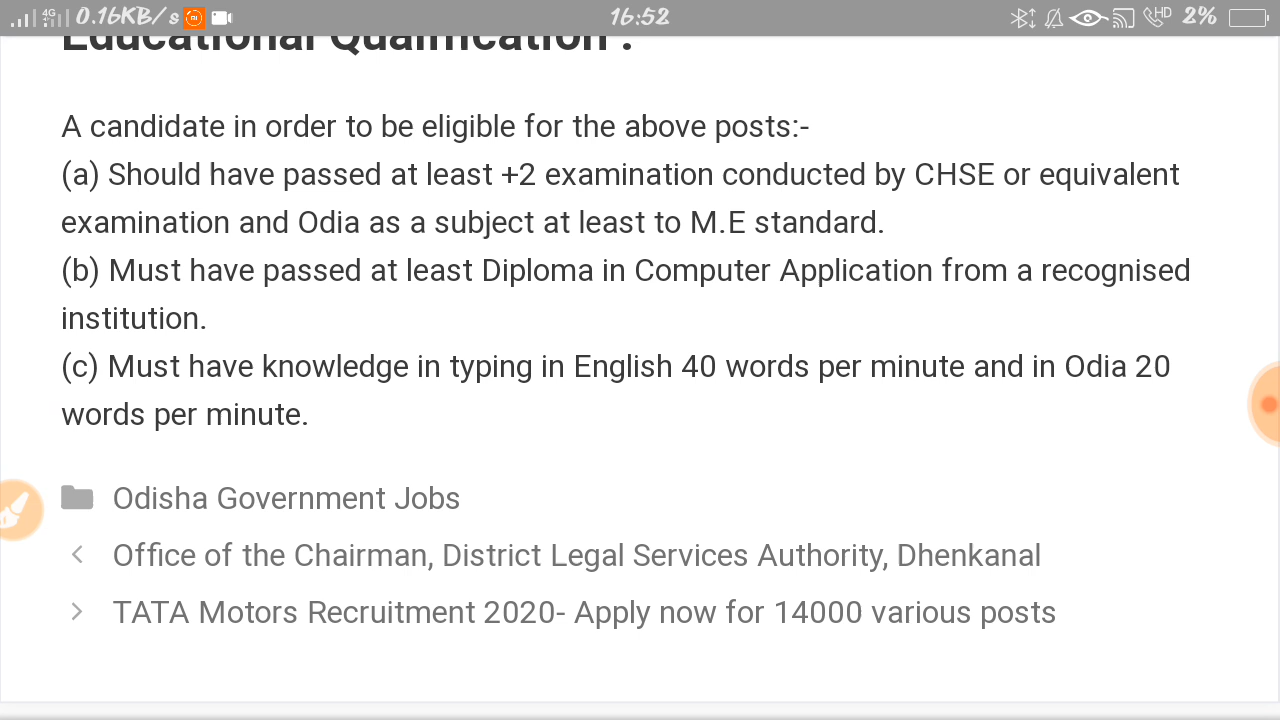 4G 0.16KB/s 16:52 HD 2%
Educational Qualification :
A candidate in order to be eligible for the above posts:-
(a) Should have passed at least +2 examination conducted by CHSE or equivalent
examination and Odia as a subject at least to M.E standard.
(b) Must have passed at least Diploma in Computer Application from a recognised
institution.
(c) Must have knowledge in typing in English 40 words per minute and in Odia 20
words per minute.
Odisha Government Jobs
Office of the Chairman, District Legal Services Authority, Dhenkanal
TATA Motors Recruitment 2020- Apply now for 14000 various posts